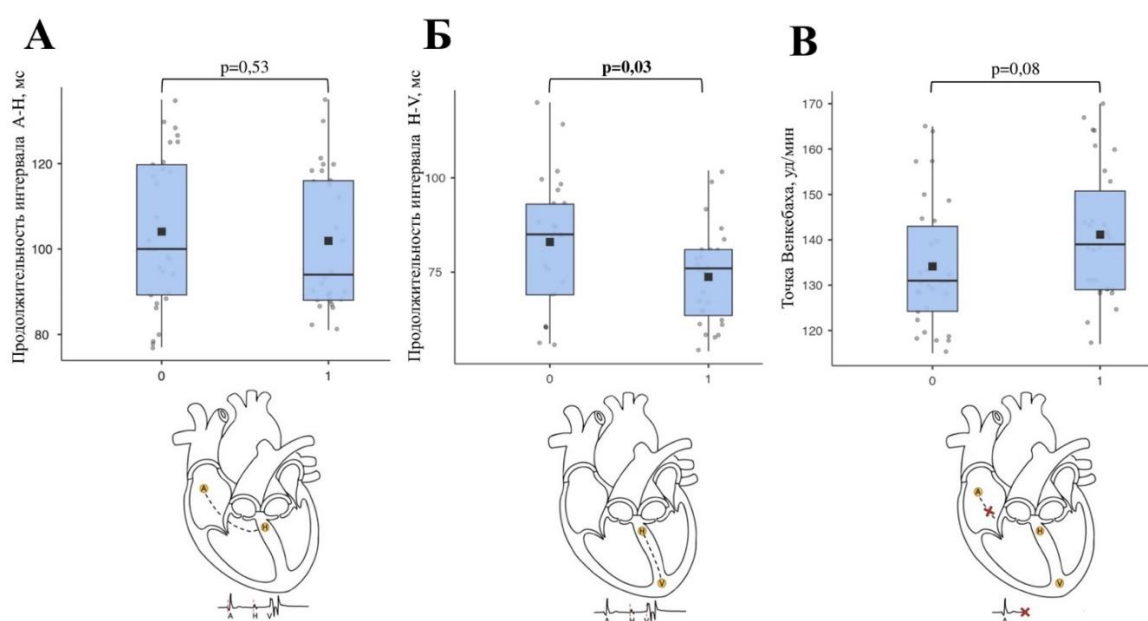 А
Продолжительность интервала А-Н, мс
p=0,53
120
100
80
0
1
Б
Продолжительность интервала Н-V, мс
p=0,03
100
75
0
1
В
Точка Венкебаха, уд/мин
p=0,08
170
160
150
140
130
120
0
1
A
H
A
H
V
H
V
A
H
V
A
H
V
A